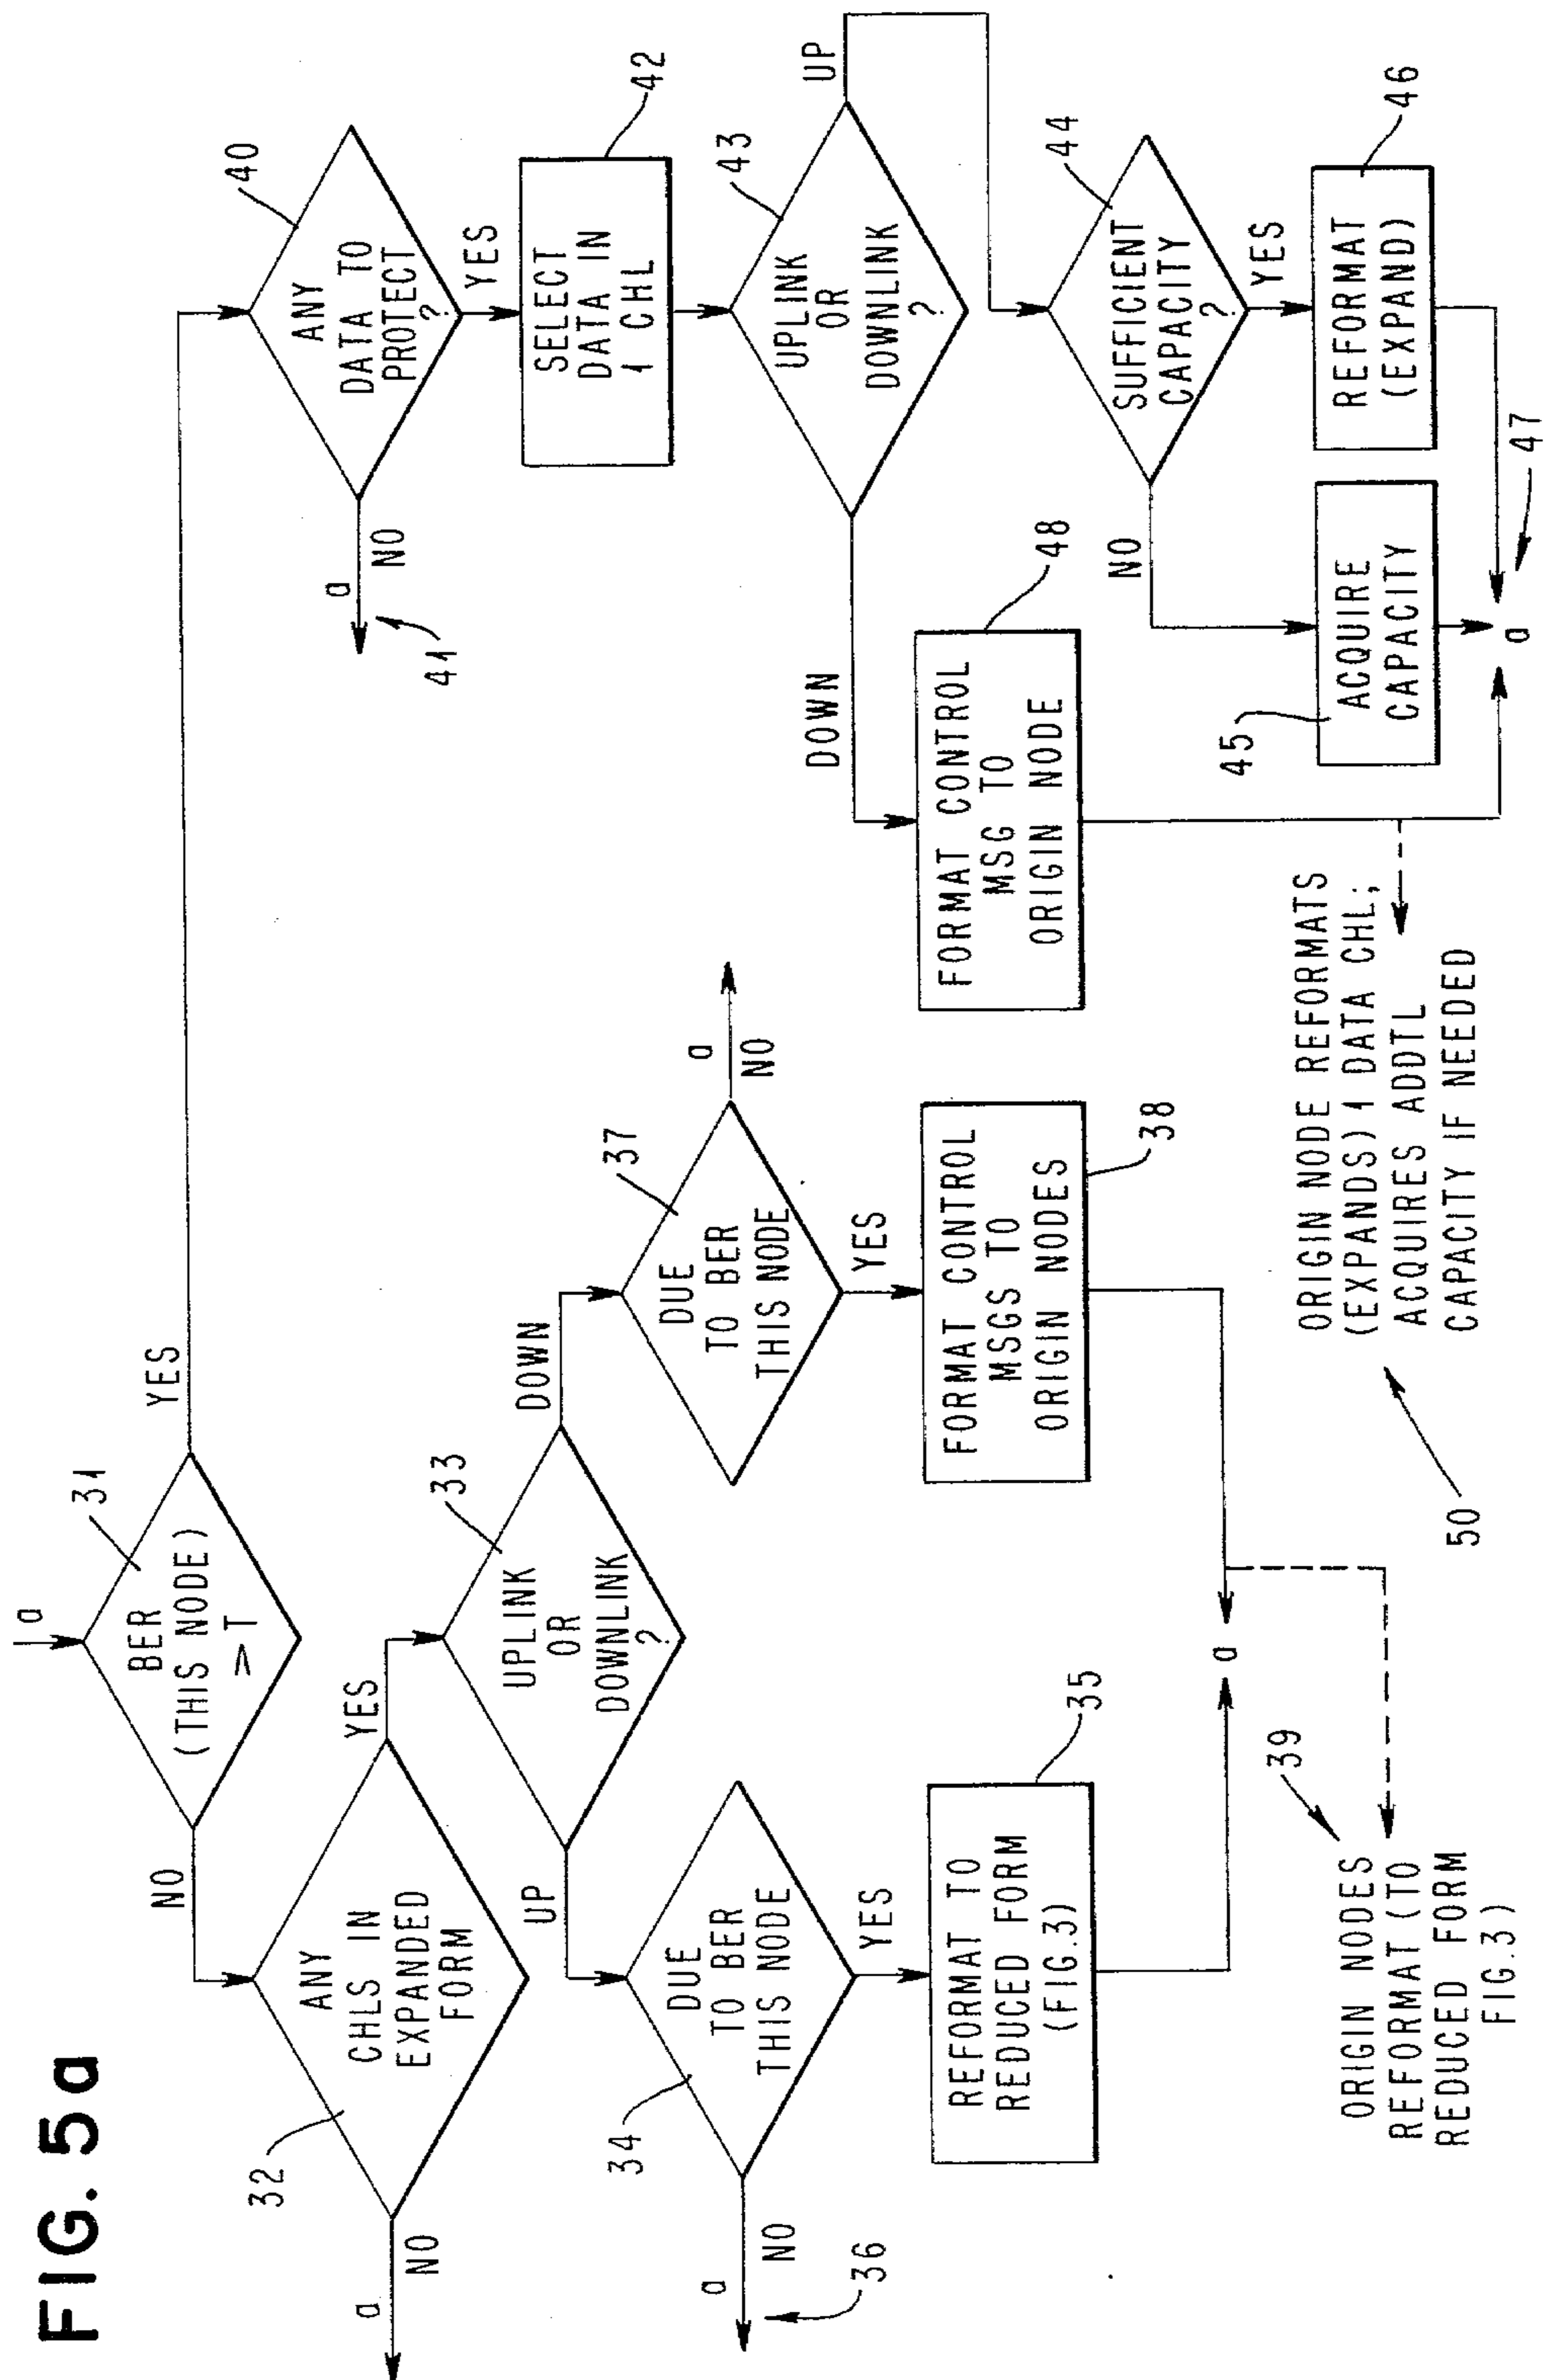 FIG. 5a
a
BER
(THIS NODE)
>T
31
NO
YES
ANY
CHLS IN
EXPANDED
FORM
32
a
NO
YES
UPLINK
OR
DOWNLINK
?
33
UP
DOWN
DUE
TO BER
THIS NODE
34
a
NO
36
YES
REFORMAT TO
REDUCED FORM
(FIG.3)
35
DUE
TO BER
THIS NODE
37
a
NO
YES
FORMAT CONTROL
MSGS TO
ORIGIN NODES
38
a
39
ORIGIN NODES
REFORMAT (TO
REDUCED FORM
FIG.3)
ANY
DATA TO
PROTECT
?
40
a
NO
41
YES
SELECT
DATA IN
1 CHL
42
UPLINK
OR
DOWNLINK
?
43
DOWN
UP
FORMAT CONTROL
MSG TO
ORIGIN NODE
48
SUFFICIENT
CAPACITY
?
44
NO
YES
ACQUIRE
CAPACITY
45
REFORMAT
(EXPAND)
46
a
47
ORIGIN NODE REFORMATS
(EXPANDS) 1 DATA CHL;
ACQUIRES ADDTL
CAPACITY IF NEEDED
50